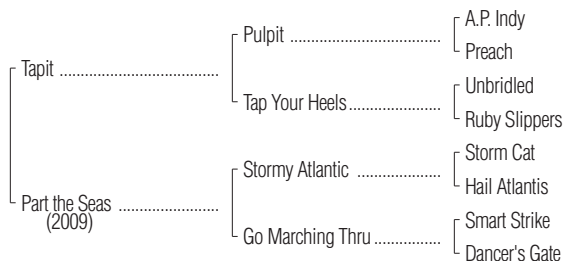 A.P. Indy
Pulpit ........................................
Preach
Tapit ..........................................
Unbridled
Tap Your Heels ........................
Ruby Slippers
Storm Cat
Stormy Atlantic ......................
Hail Atlantis
Part the Seas ..........................
(2009)
Smart Strike
Go Marching Thru .................
Dancer's Gate